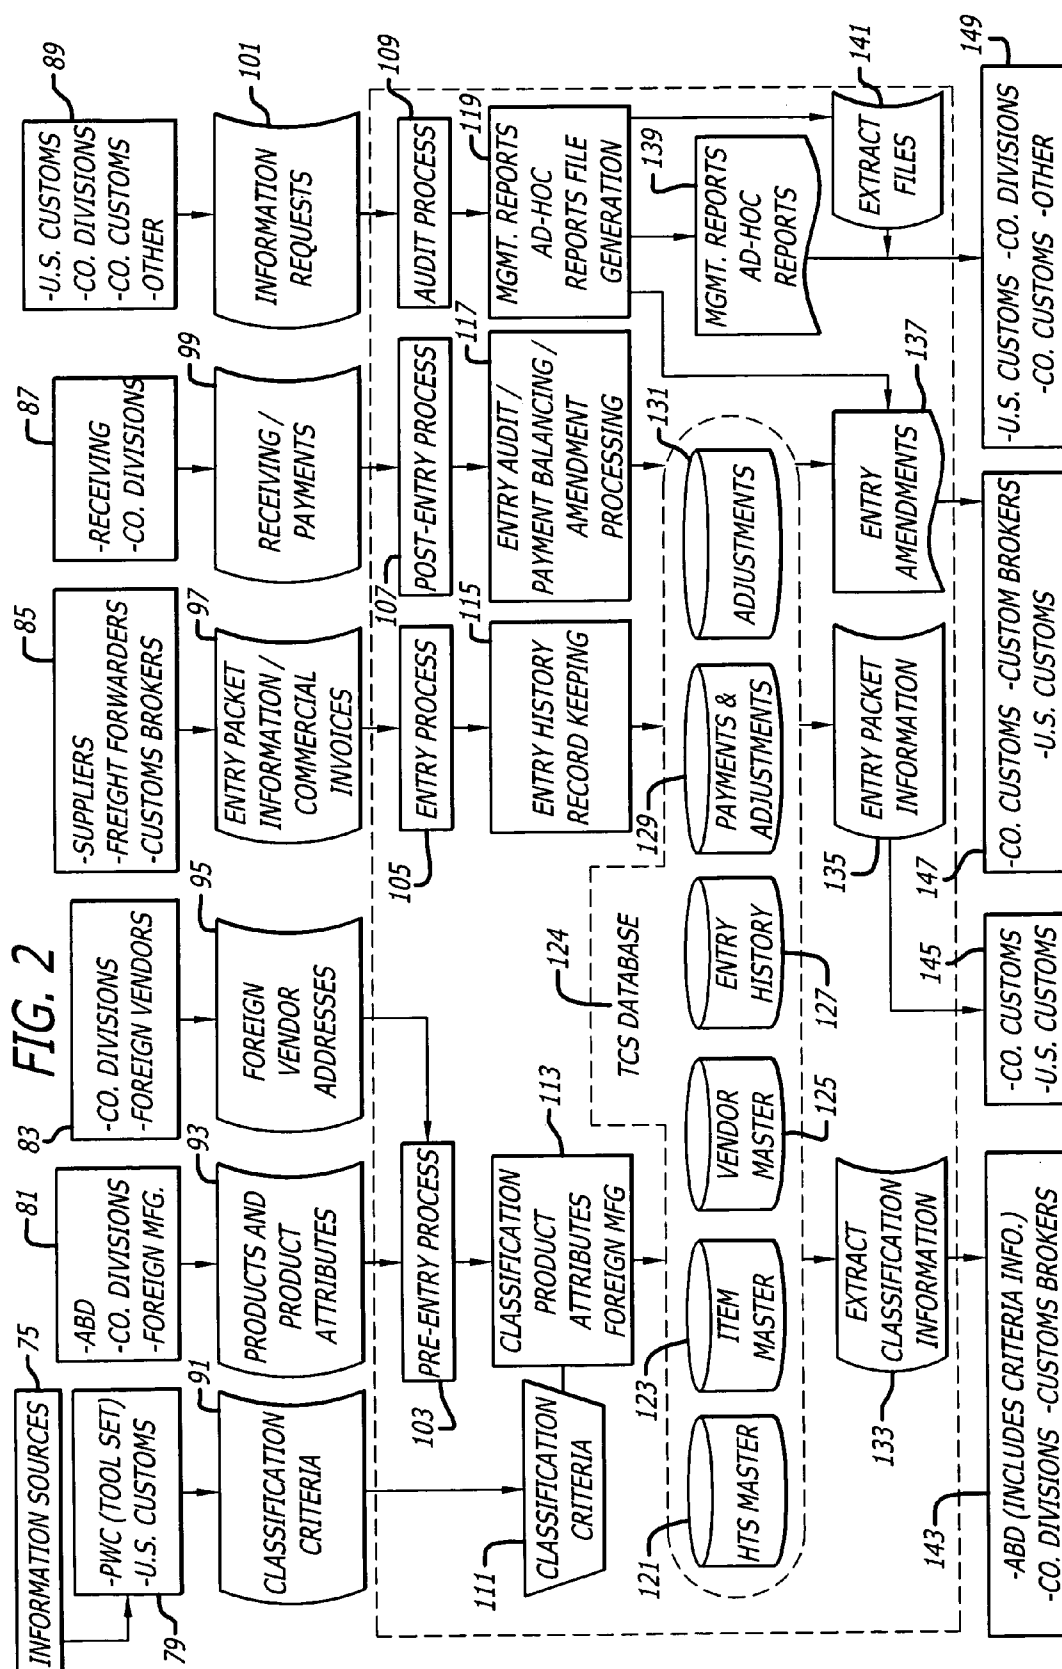 FIG. 2
INFORMATION SOURCES
75
-PWC (TOOL SET)
-U.S. CUSTOMS
79
-ABD
-CO. DIVISIONS
-FOREIGN MFG.
81
-CO. DIVISIONS
-FOREIGN VENDORS
83
-SUPPLIERS
-FREIGHT FORWARDERS
-CUSTOMS BROKERS
85
-RECEIVING
-CO. DIVISIONS
87
-U.S. CUSTOMS
-CO. DIVISIONS
-CO. CUSTOMS
-OTHER
89
CLASSIFICATION
CRITERIA
91
PRODUCTS AND
PRODUCT
ATTRIBUTES
93
FOREIGN
VENDOR
ADDRESSES
95
ENTRY PACKET
INFORMATION /
COMMERCIAL
INVOICES
97
RECEIVING /
PAYMENTS
99
INFORMATION
REQUESTS
101
PRE-ENTRY PROCESS
103
ENTRY PROCESS
105
POST-ENTRY PROCESS
107
AUDIT PROCESS
109
CLASSIFICATION
CRITERIA
111
CLASSIFICATION
PRODUCT
ATTRIBUTES
FOREIGN MFG
113
ENTRY HISTORY
RECORD KEEPING
115
ENTRY AUDIT /
PAYMENT BALANCING /
AMENDMENT
PROCESSING
117
MGMT. REPORTS
AD-HOC
REPORTS FILE
GENERATION
119
TCS DATABASE
124
HTS MASTER
121
ITEM
MASTER
123
VENDOR
MASTER
125
ENTRY
HISTORY
127
PAYMENTS &
ADJUSTMENTS
129
ADJUSTMENTS
131
MGMT. REPORTS
AD-HOC
REPORTS
139
EXTRACT
FILES
141
EXTRACT
CLASSIFICATION
INFORMATION
133
ENTRY PACKET
INFORMATION
135
ENTRY
AMENDMENTS
137
-ABD (INCLUDES CRITERIA INFO.)
-CO. DIVISIONS -CUSTOMS BROKERS
143
-CO. CUSTOMS
-U.S. CUSTOMS
145
-CO. CUSTOMS -CUSTOM BROKERS
-U.S. CUSTOMS
147
-U.S. CUSTOMS -CO. DIVISIONS
-CO. CUSTOMS -OTHER
149